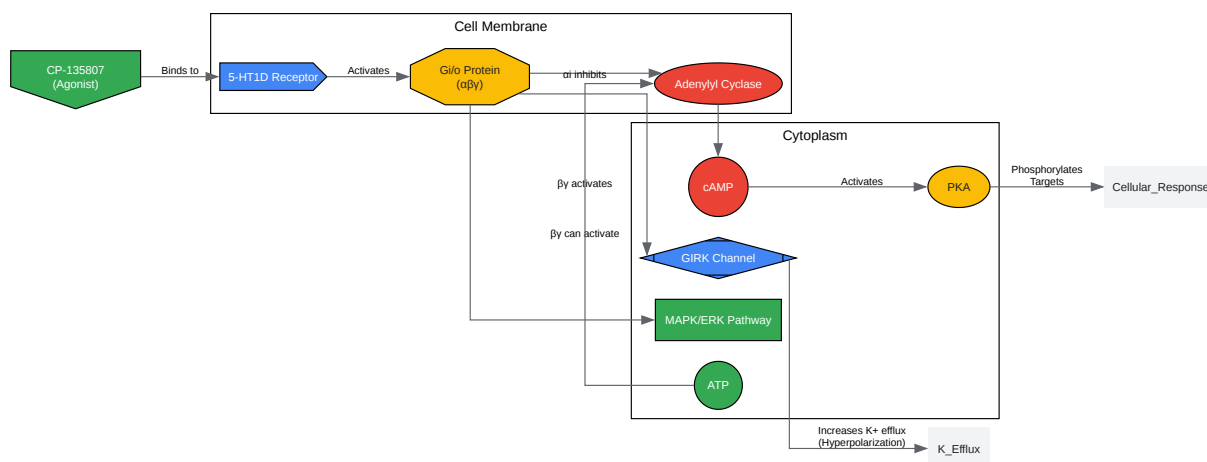 Cell Membrane
CP-135807
(Agonist)
Binds to
5-HT1D Receptor
Activates
Gi/o Protein
(αβγ)
αi inhibits
Adenylyl Cyclase
Cytoplasm
βγ activates
cAMP
Activates
PKA
Phosphorylates
Targets
Cellular_Response
βγ can activate
GIRK Channel
MAPK/ERK Pathway
ATP
Increases K+ efflux
(Hyperpolarization)
K_Efflux